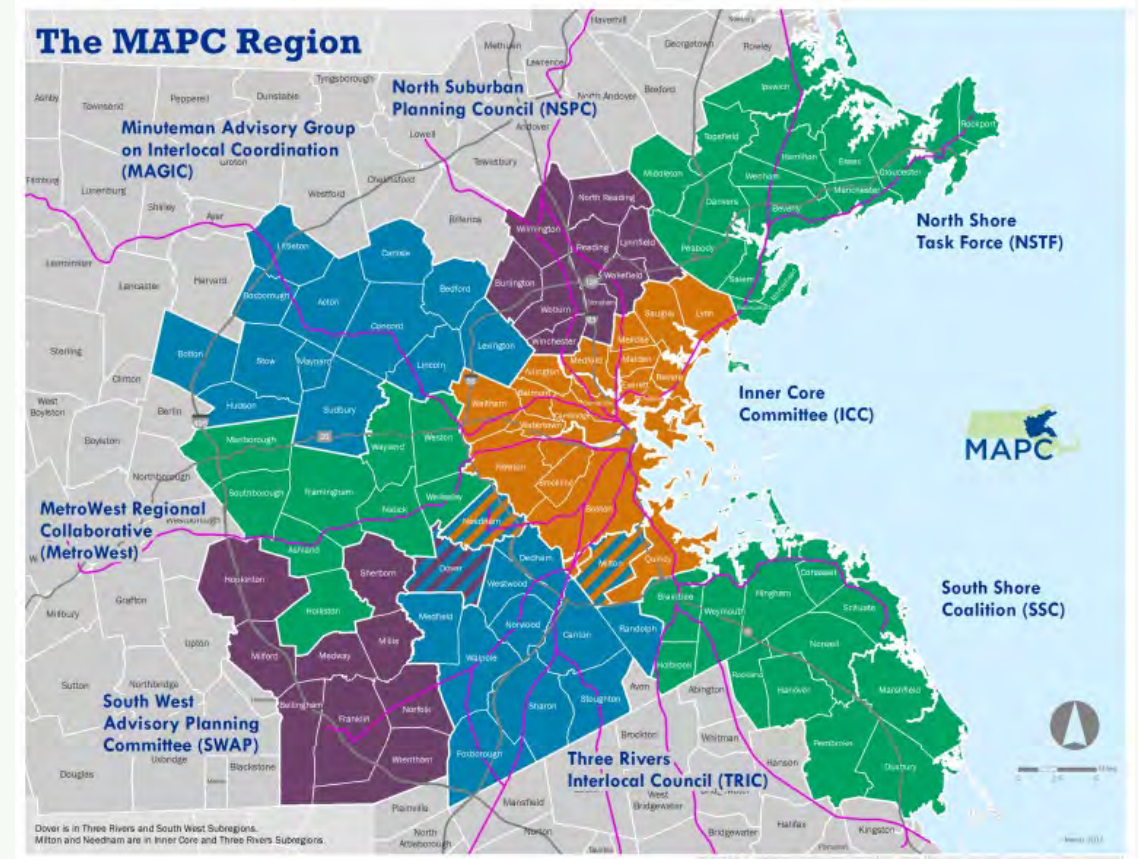 The MAPC Region
Haverhill
Methuen
Georgetown
Rowley
Lawrence
Tyngsborough
North Suburban
Planning Council (NSPC)
North Andover
Boxford
Ipswich
Ashby
Townsend
Pepperell
Dunstable
Andover
Rockport
Minuteman Advisory Group
on Interlocal Coordination
(MAGIC)
Groton
Lowell
Tewksbury
Topsfield
Hamilton
Essex
Gloucester
Fitchburg
Lunenburg
Shirley
Ayer
Westford
Chelmsford
Middleton
Wenham
Manchester
Danvers
Beverly
North Reading
Billerica
Wilmington
Reading
Lynnfield
Peabody
Salem
North Shore
Task Force (NSTF)
Littleton
Carlisle
Leominster
Lancaster
Harvard
Boxborough
Acton
Bedford
Burlington
Wakefield
Woburn
Winchester
Saugus
Lynn
Sterling
Clinton
Bolton
Stow
Maynard
Concord
Lincoln
Lexington
Medford
Melrose
Malden
Everett
Revere
Arlington
Belmont
Cambridge
Watertown
Waltham
Inner Core
Committee (ICC)
MAPC
West
Boylston
Boylston
Berlin
Hudson
Sudbury
20
Marlborough
Wayland
Weston
Northborough
Southborough
Framingham
Natick
Wellesley
Newton
Brookline
Boston
MetroWest Regional
Collaborative
(MetroWest)
Westborough
Ashland
Needham
Dover
Sherborn
Hopkinton
Holliston
Dedham
Westwood
Milton
Quincy
Braintree
Weymouth
Hingham
Cohasset
Scituate
South Shore
Coalition (SSC)
Millbury
Grafton
Upton
Milford
Medway
Millis
Medfield
Norwood
Walpole
Canton
Randolph
Holbrook
Rockland
Norwell
Hanover
Marshfield
Sutton
Northbridge
South West
Advisory Planning
Committee (SWAP)
Uxbridge
Douglas
Blackstone
Bellingham
Franklin
Norfolk
Wrentham
Foxborough
Sharon
Stoughton
Avon
Abington
Brockton
Whitman
Hanson
Pembroke
Duxbury
Three Rivers
Interlocal Council (TRIC)
West
Bridgewater
Plainville
Mansfield
North
Attleborough
Norton
Bridgewater
Halifax
Kingston
Dover is in Three Rivers and South West Subregions.
Milton and Needham are in Inner Core and Three Rivers Subregions.